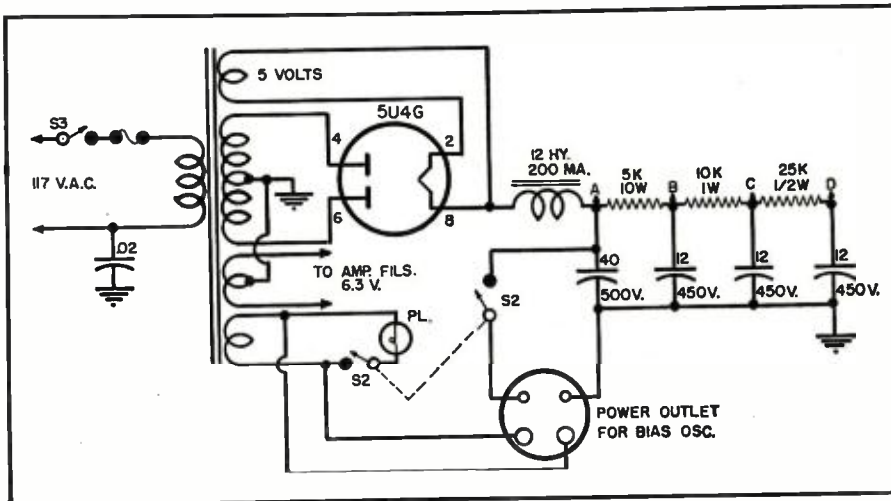 5 VOLTS
5U4G
S3
4
2
12 HY.
200 MA.
A
5K
10W
B
10K
1W
C
25K
1/2W
D
117 V.A.C.
6
8
.02
TO AMP. FILS.
6.3 V.
S2
40
500V.
12
450V.
12
450V.
12
450V.
PL.
S2
POWER OUTLET
FOR BIAS OSC.